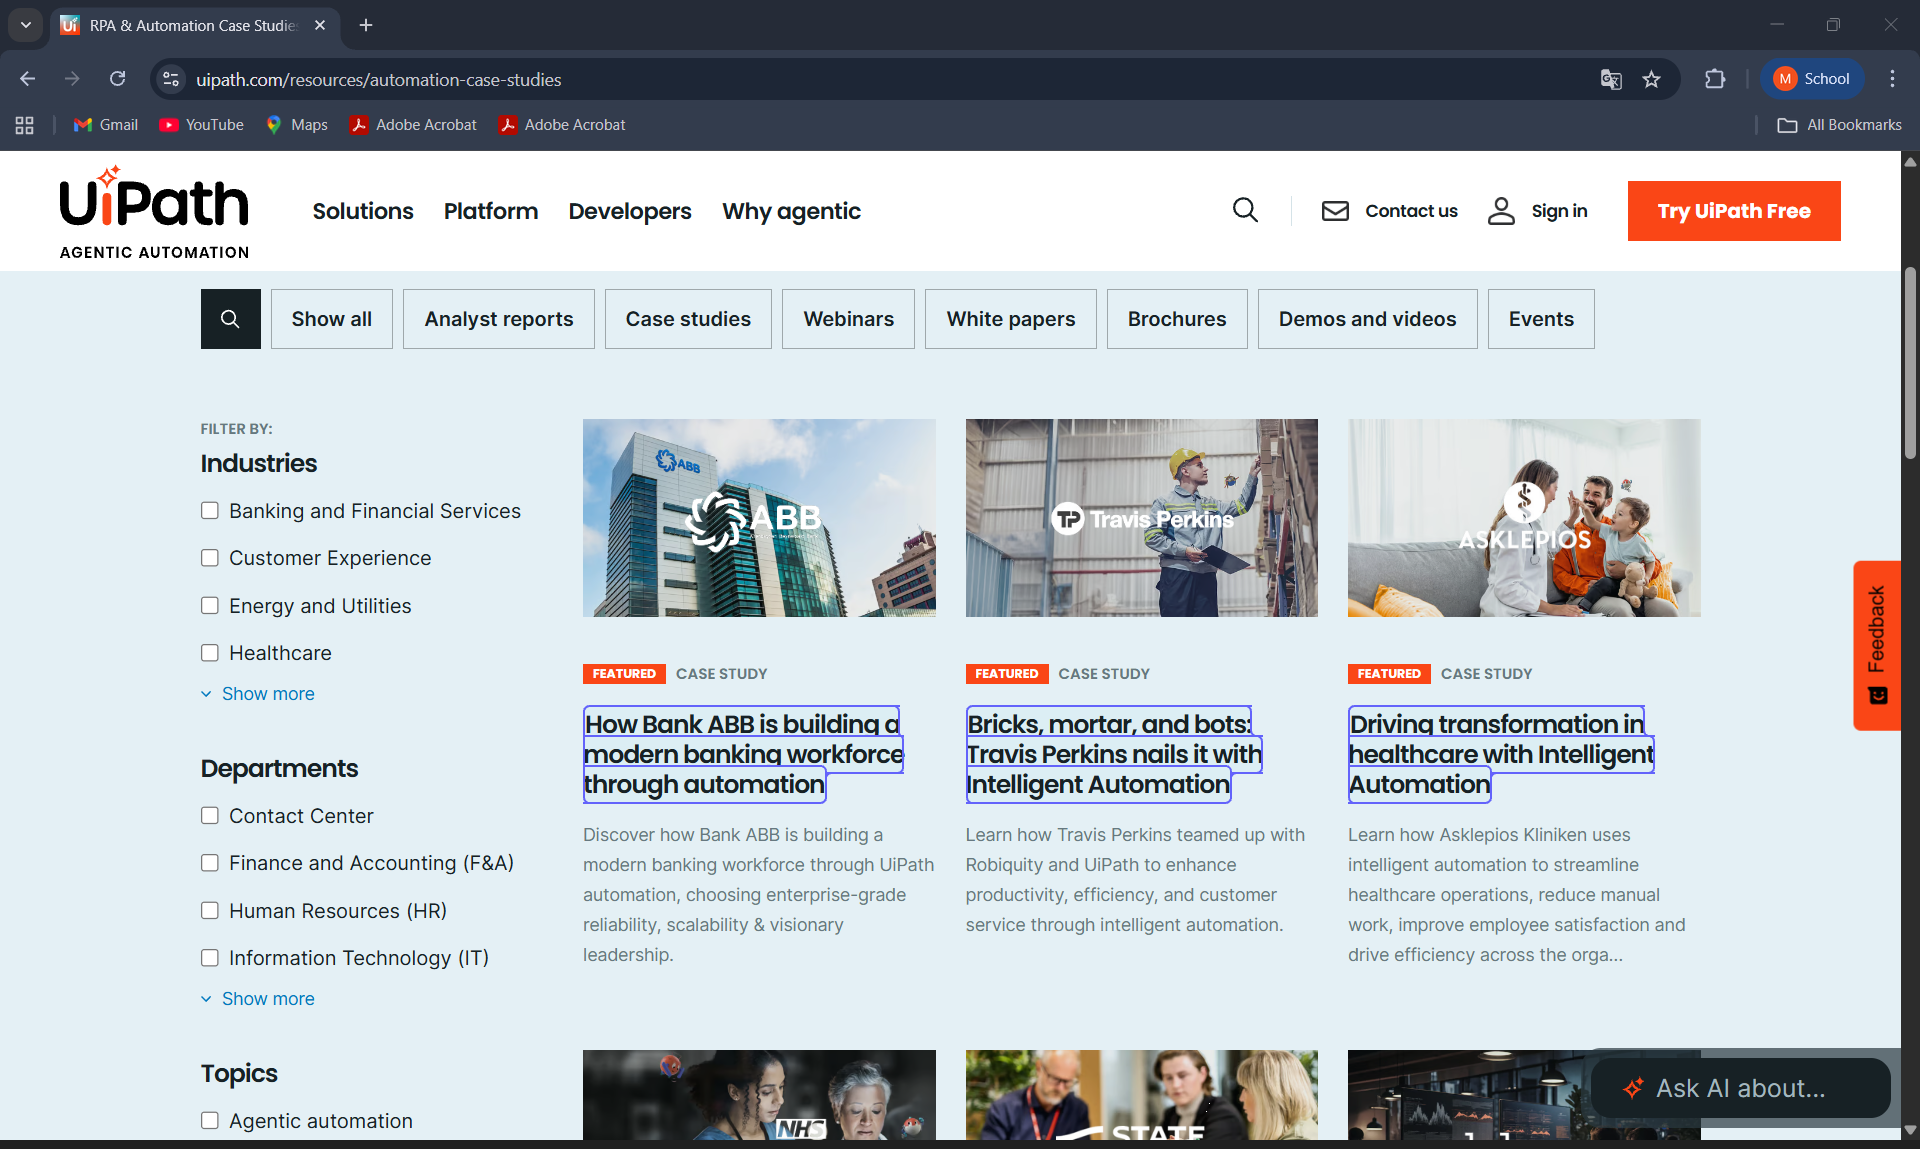 RPA & Automation Case Studies
uipath.com/resources/automation-case-studies
M School
Gmail
YouTube
Maps
Adobe Acrobat
Adobe Acrobat
All Bookmarks
UiPath
AGENTIC AUTOMATION
Solutions
Platform
Developers
Why agentic
Contact us
Sign in
Try UiPath Free
Show all
Analyst reports
Case studies
Webinars
White papers
Brochures
Demos and videos
Events
FILTER BY:
Industries
Banking and Financial Services
Customer Experience
Energy and Utilities
Healthcare
Show more
Departments
Contact Center
Finance and Accounting (F&A)
Human Resources (HR)
Information Technology (IT)
Show more
Topics
Agentic automation
ABB
ABB
FEATURED CASE STUDY
How Bank ABB is building a
modern banking workforce
through automation
Discover how Bank ABB is building a
modern banking workforce through UiPath
automation, choosing enterprise-grade
reliability, scalability & visionary
leadership.
TP Travis Perkins
FEATURED CASE STUDY
Bricks, mortar, and bots:
Travis Perkins nails it with
Intelligent Automation
Learn how Travis Perkins teamed up with
Robiquity and UiPath to enhance
productivity, efficiency, and customer
service through intelligent automation.
ASKLEPIOS
FEATURED CASE STUDY
Driving transformation in
healthcare with Intelligent
Automation
Learn how Asklepios Kliniken uses
intelligent automation to streamline
healthcare operations, reduce manual
work, improve employee satisfaction and
drive efficiency across the orga...
NHS
STATE
Feedback
Ask AI about...